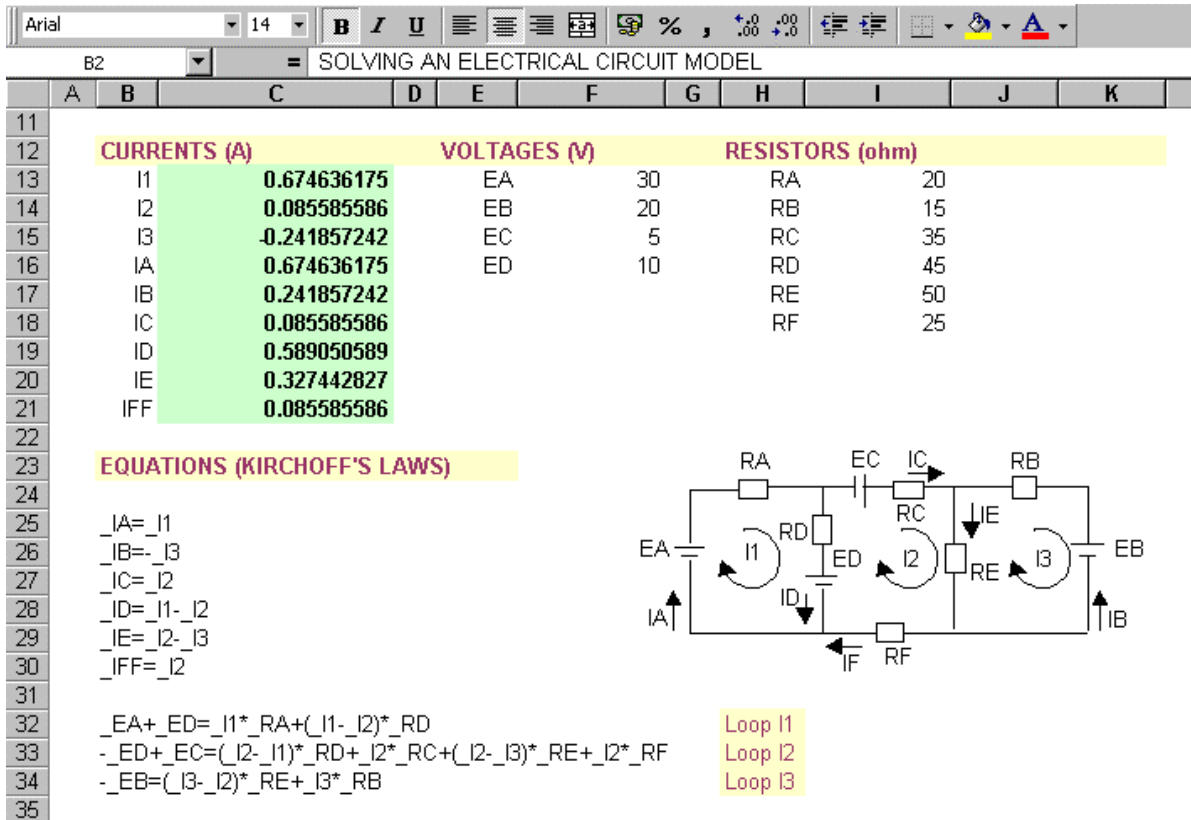 Arial 14 B I U % ,
B2 = SOLVING AN ELECTRICAL CIRCUIT MODEL
A B C D E F G H I J K
11
12 CURRENTS (A) VOLTAGES (V) RESISTORS (ohm)
13 I1 0.674636175 EA 30 RA 20
14 I2 0.085585586 EB 20 RB 15
15 I3 -0.241857242 EC 5 RC 35
16 IA 0.674636175 ED 10 RD 45
17 IB 0.241857242 RE 50
18 IC 0.085585586 RF 25
19 ID 0.589050589
20 IE 0.327442827
21 IFF 0.085585586
22
23 EQUATIONS (KIRCHOFF'S LAWS)
24
25 _IA=_I1
26 _IB=-_I3
27 _IC=_I2
28 _ID=_I1-_I2
29 _IE=_I2-_I3
30 _IFF=_I2
31
32 _EA+_ED=_I1*_RA+(_I1-_I2)*_RD Loop I1
33 -_ED+_EC=(_I2-_I1)*_RD+_I2*_RC+(_I2-_I3)*_RE+_I2*_RF Loop I2
34 -_EB=(_I3-_I2)*_RE+_I3*_RB Loop I3
35
RA EC IC RB
RC IE
RD
EA I1 ED I2 RE I3 EB
ID
IA IB
IF RF